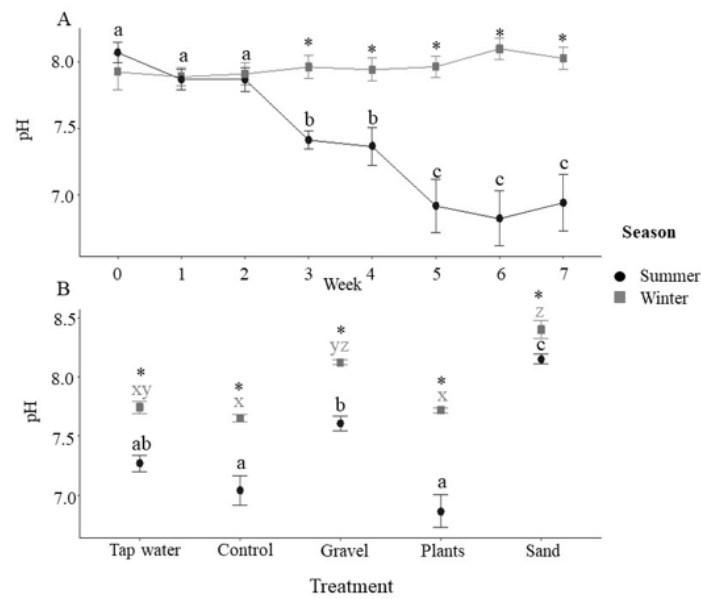 A
a a a * * * * *
8.0
b b
7.5
c c c
7.0
pH
0 1 2 3 4 5 6 7
Week
Season
Summer
Winter
B
8.5
* * * * *
xy x yz x z
8.0
ab a b a c
7.5
7.0
pH
Tap water Control Gravel Plants Sand
Treatment